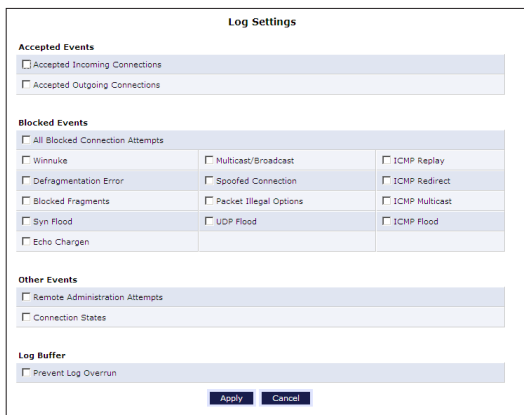 Log Settings
Accepted Events
Accepted Incoming Connections
Accepted Outgoing Connections
Blocked Events
All Blocked Connection Attempts
Winnuke Multicast/Broadcast ICMP Replay
Defragmentation Error Spoofed Connection ICMP Redirect
Blocked Fragments Packet Illegal Options ICMP Multicast
Syn Flood UDP Flood ICMP Flood
Echo Chargen
Other Events
Remote Administration Attempts
Connection States
Log Buffer
Prevent Log Overrun
Apply Cancel